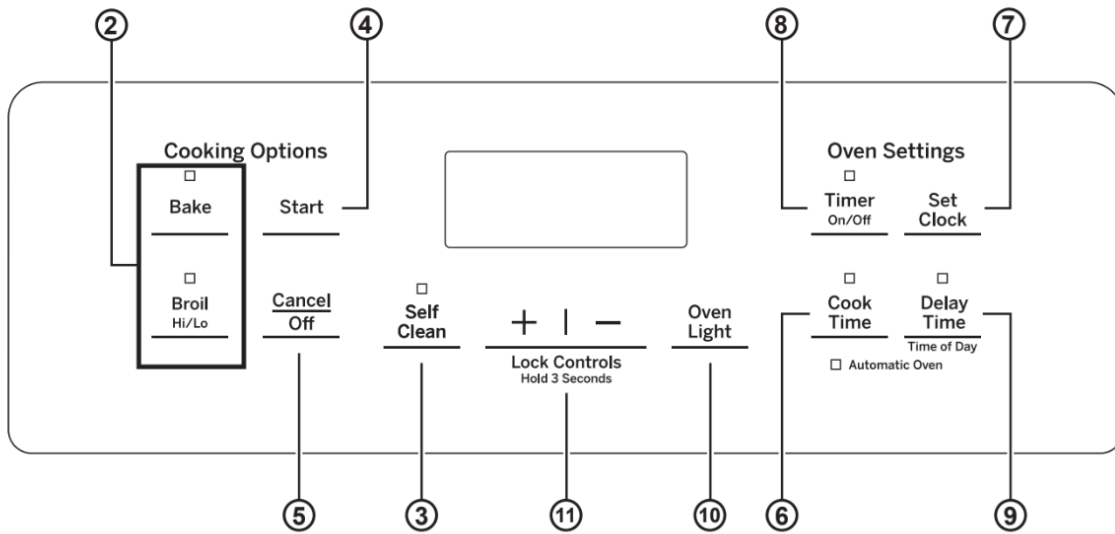 2
4
8
7
Cooking Options
Oven Settings
Bake
Start
Timer
On/Off
Set
Clock
Broil
Hi/Lo
Cancel
Off
Self
Clean
+ | −
Lock Controls
Hold 3 Seconds
Oven
Light
Cook
Time
Delay
Time
Time of Day
Automatic Oven
5
3
11
10
6
9